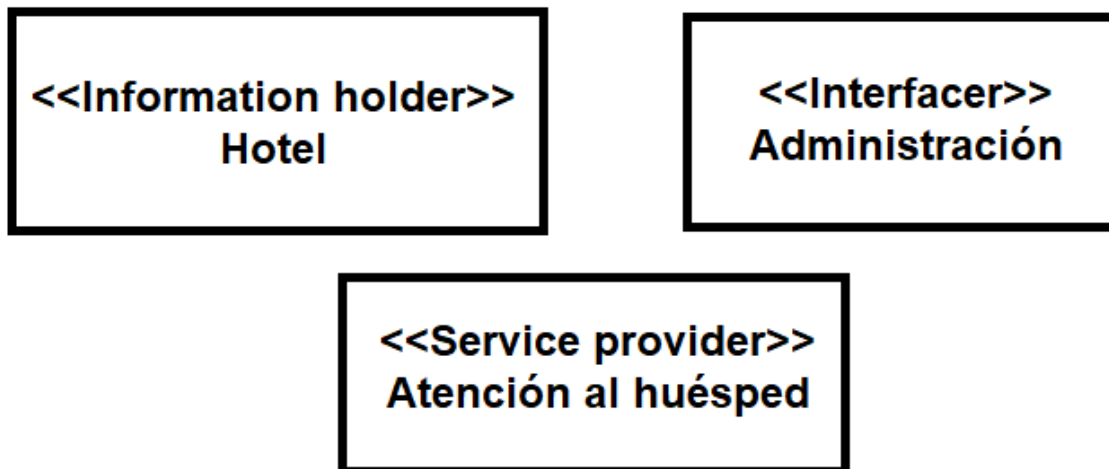 <<Information holder>>
Hotel
<<Interfacer>>
Administración
<<Service provider>>
Atención al huésped